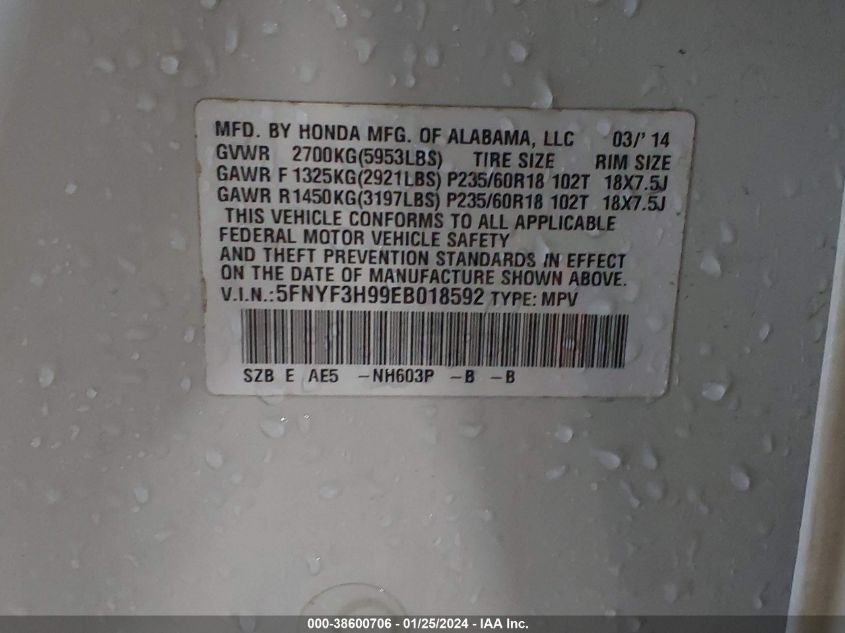 MFD. BY HONDA MFG. OF ALABAMA, LLC 03/' 14
GVWR 2700KG(5953LBS) TIRE SIZE RIM SIZE
GAWR F 1325KG(2921LBS) P235/60R18 102T 18X7.5J
GAWR R1450KG(3197LBS) P235/60R18 102T 18X7.5J
THIS VEHICLE CONFORMS TO ALL APPLICABLE
FEDERAL MOTOR VEHICLE SAFETY
AND THEFT PREVENTION STANDARDS IN EFFECT
ON THE DATE OF MANUFACTURE SHOWN ABOVE.
V.I.N.:5FNYF3H99EB018592 TYPE: MPV
SZB E AE5 -NH603P -B -B
000-38600706 - 01/25/2024 - IAA Inc.